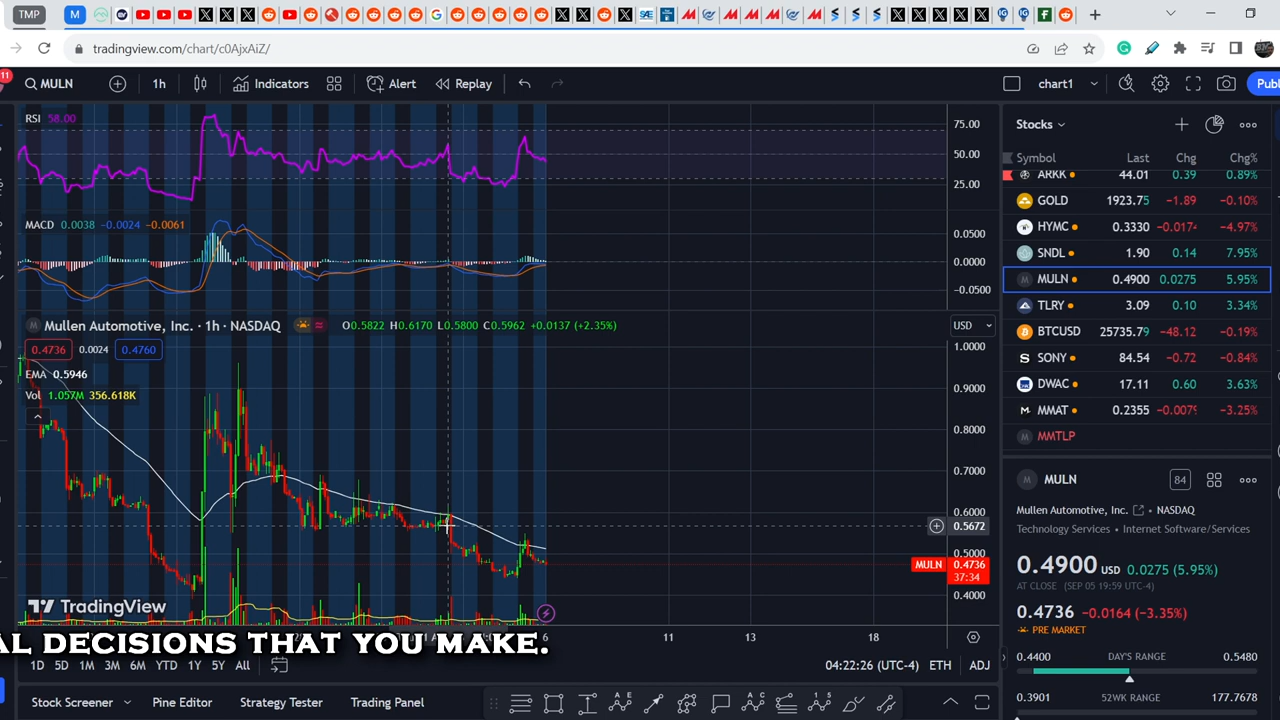 TMP
tradingview.com/chart/c0AjxAiZ/
11
MULN
1h
Indicators
Alert
Replay
chart1
Publ
RSI 58.00
75.00
50.00
25.00
MACD 0.0038 −0.0024 −0.0061
0.0500
0.0000
−0.0500
Mullen Automotive, Inc. · 1h · NASDAQ
O0.5822 H0.6170 L0.5800 C0.5962 +0.0137 (+2.35%)
USD
0.4736 0.0024 0.4760
EMA 0.5946
Vol 1.057M 356.618K
1.0000
0.9000
0.8000
0.7000
0.6000
0.5672
0.5000
MULN 0.4736
37:34
0.4000
TradingView
6
11
13
18
AL DECISIONS THAT YOU MAKE.
1D 5D 1M 3M 6M YTD 1Y 5Y All
04:22:26 (UTC-4) ETH ADJ
Stock Screener
Pine Editor
Strategy Tester
Trading Panel
Stocks
Symbol Last Chg Chg%
ARKK 44.01 0.39 0.89%
GOLD 1923.75 −1.89 −0.10%
HYMC 0.3330 −0.0174 −4.97%
SNDL 1.90 0.14 7.95%
MULN 0.4900 0.0275 5.95%
TLRY 3.09 0.10 3.34%
BTCUSD 25735.79 −48.12 −0.19%
SONY 84.54 −0.72 −0.84%
DWAC 17.11 0.60 3.63%
MMAT 0.2355 −0.0079 −3.25%
MMTLP
MULN
84
Mullen Automotive, Inc. • NASDAQ
Technology Services • Internet Software/Services
0.4900 USD 0.0275 (5.95%)
AT CLOSE (SEP 05 19:59 UTC-4)
0.4736 −0.0164 (−3.35%)
PRE MARKET
0.4400 DAY'S RANGE 0.5480
0.3901 52WK RANGE 177.7678